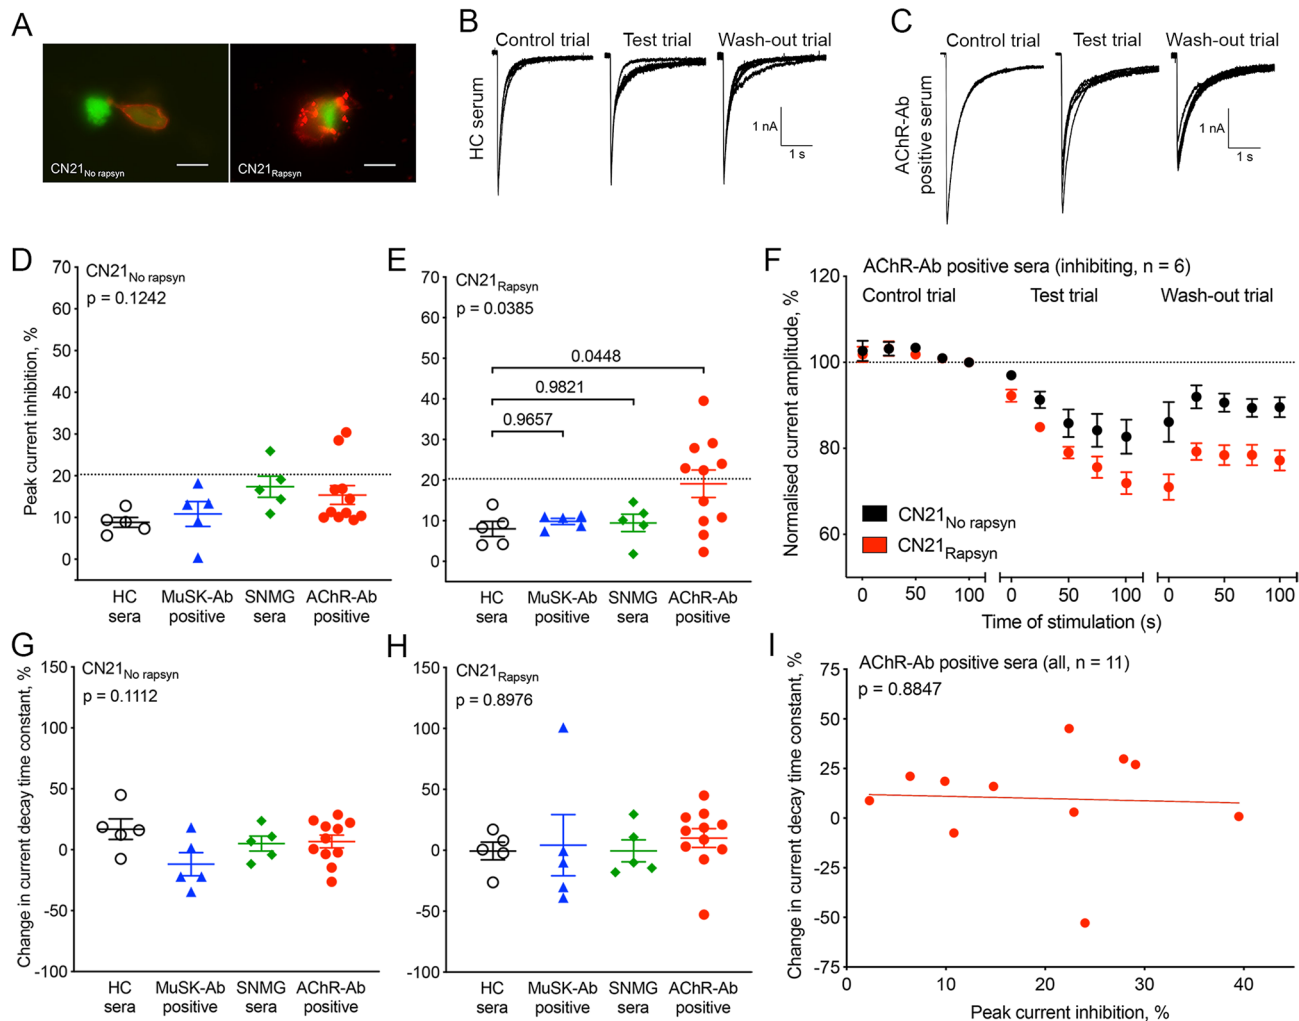 A
CN21No rapsyn
CN21Rapsyn
B
Control trial
Test trial
Wash-out trial
HC serum
1 nA
1 s
C
Control trial
Test trial
Wash-out trial
AChR-Ab
positive serum
1 nA
1 s
D
CN21No rapsyn
p = 0.1242
Peak current inhibition, %
70
60
50
40
30
20
10
0
HC
sera
MuSK-Ab
positive
SNMG
sera
AChR-Ab
positive
E
CN21Rapsyn
p = 0.0385
0.0448
0.9821
0.9657
70
60
50
40
30
20
10
0
HC
sera
MuSK-Ab
positive
SNMG
sera
AChR-Ab
positive
F
AChR-Ab positive sera (inhibiting, n = 6)
Control trial
Test trial
Wash-out trial
Normalised current amplitude, %
120
100
80
60
CN21No rapsyn
CN21Rapsyn
0 50 100 0 50 100 0 50 100
Time of stimulation (s)
G
CN21No rapsyn
p = 0.1112
Change in current decay time constant, %
150
100
50
0
-50
-100
HC
sera
MuSK-Ab
positive
SNMG
sera
AChR-Ab
positive
H
CN21Rapsyn
p = 0.8976
150
100
50
0
-50
-100
HC
sera
MuSK-Ab
positive
SNMG
sera
AChR-Ab
positive
I
AChR-Ab positive sera (all, n = 11)
p = 0.8847
Change in current decay time constant, %
75
50
25
0
-25
-50
-75
0 10 20 30 40
Peak current inhibition, %